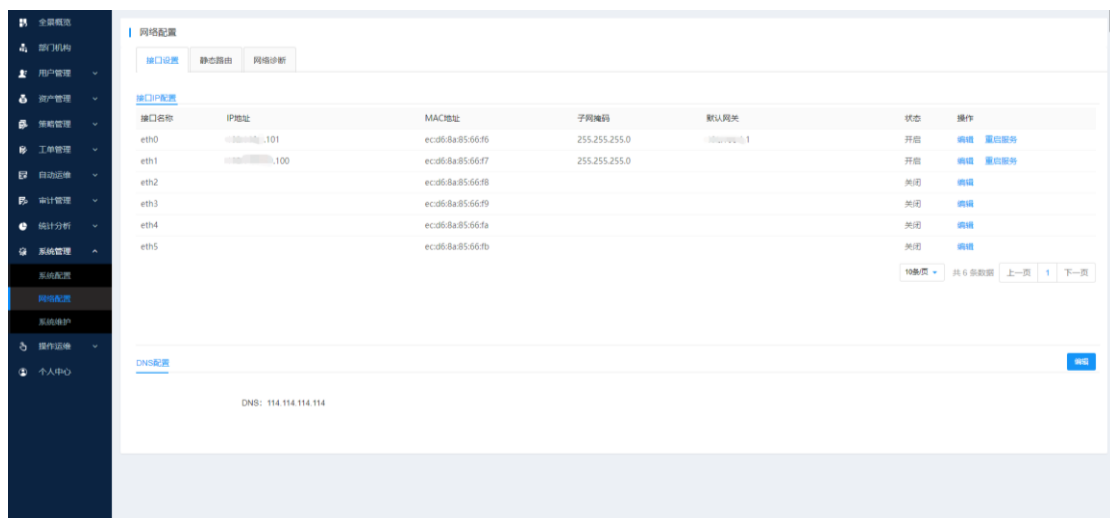 全景概览
部门机构
用户管理
资产管理
策略管理
工单管理
自动运维
审计管理
统计分析
系统管理
系统配置
网络配置
系统维护
操作运维
个人中心
网络配置
接口设置 静态路由 网络诊断
接口IP配置
接口名称 IP地址 MAC地址 子网掩码 默认网关 状态 操作
eth0 .101 ec:d6:8a:85:66:f6 255.255.255.0 .1 开启 编辑 重启服务
eth1 .100 ec:d6:8a:85:66:f7 255.255.255.0 开启 编辑 重启服务
eth2 ec:d6:8a:85:66:f8 关闭 编辑
eth3 ec:d6:8a:85:66:f9 关闭 编辑
eth4 ec:d6:8a:85:66:fa 关闭 编辑
eth5 ec:d6:8a:85:66:fb 关闭 编辑
10条/页 共 6 条数据 上一页 1 下一页
DNS配置 编辑
DNS: 114.114.114.114